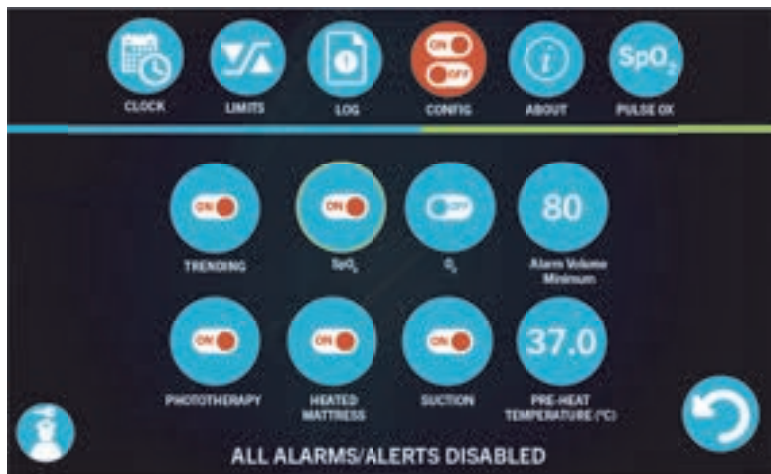 ON
OFF
SpO₂
CLOCK
LIMITS
LOG
CONFIG
ABOUT
PULSE OX
ON
ON
OFF
80
TRENDING
SpO₂
O₂
Alarm Volume
Minimum
ON
ON
ON
37.0
PHOTOTHERAPY
HEATED
MATTRESS
SUCTION
PRE-HEAT
TEMPERATURE (°C)
ALL ALARMS/ALERTS DISABLED